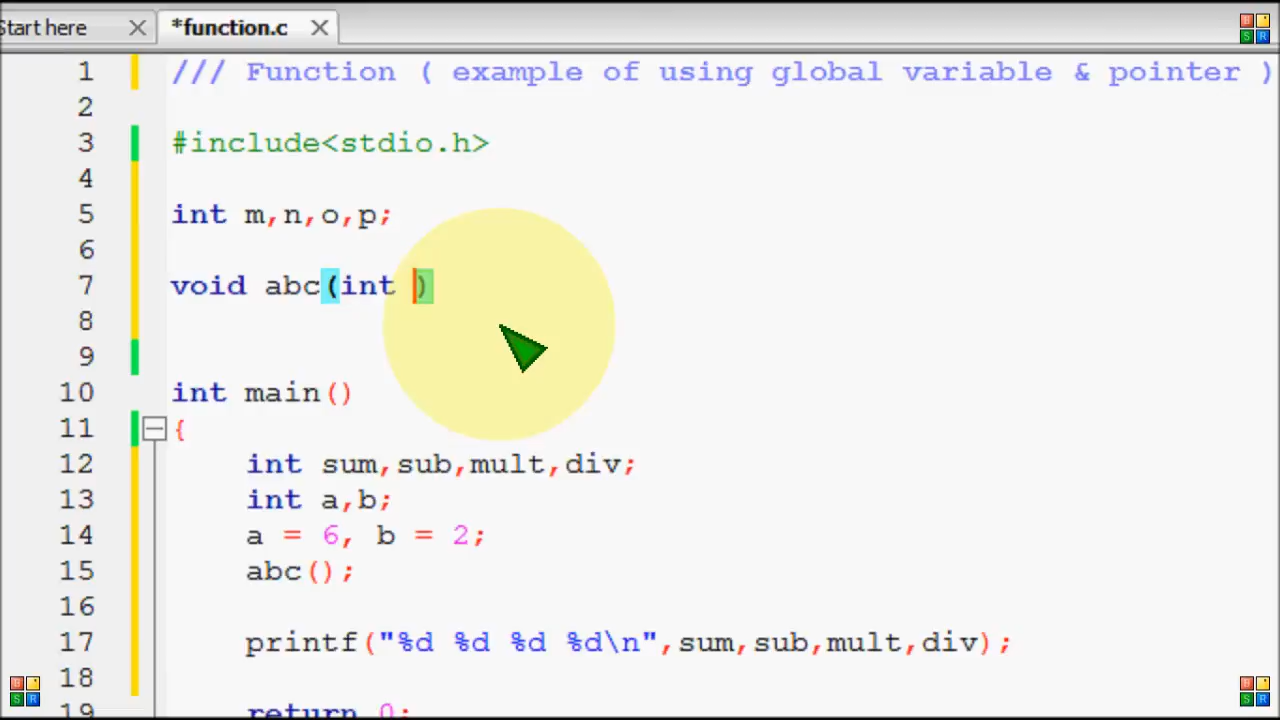 Start here
*function.c
1 /// Function ( example of using global variable & pointer )
2
3 #include<stdio.h>
4
5 int m,n,o,p;
6
7 void abc(int )
8
9
10 int main()
11 {
12 int sum,sub,mult,div;
13 int a,b;
14 a = 6, b = 2;
15 abc();
16
17 printf("%d %d %d %d\n",sum,sub,mult,div);
18
19 return 0;